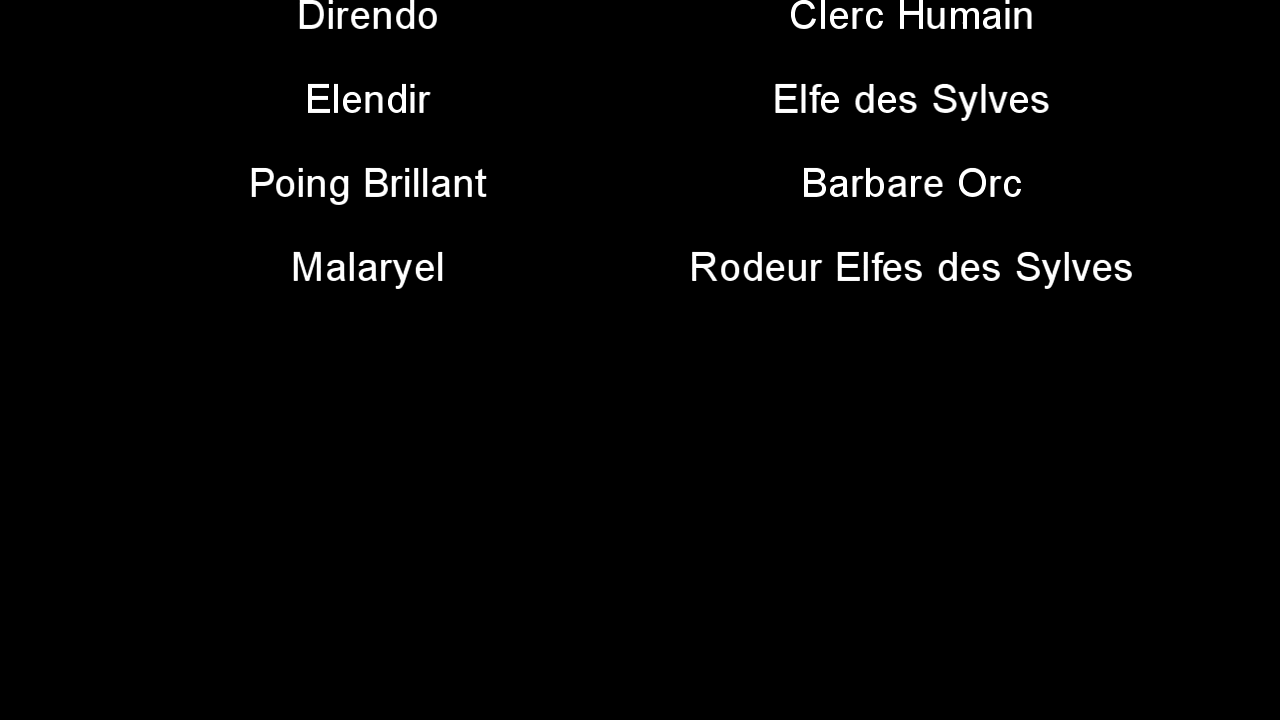 Direndo Clerc Humain
Elendir Elfe des Sylves
Poing Brillant Barbare Orc
Malaryel Rodeur Elfes des Sylves